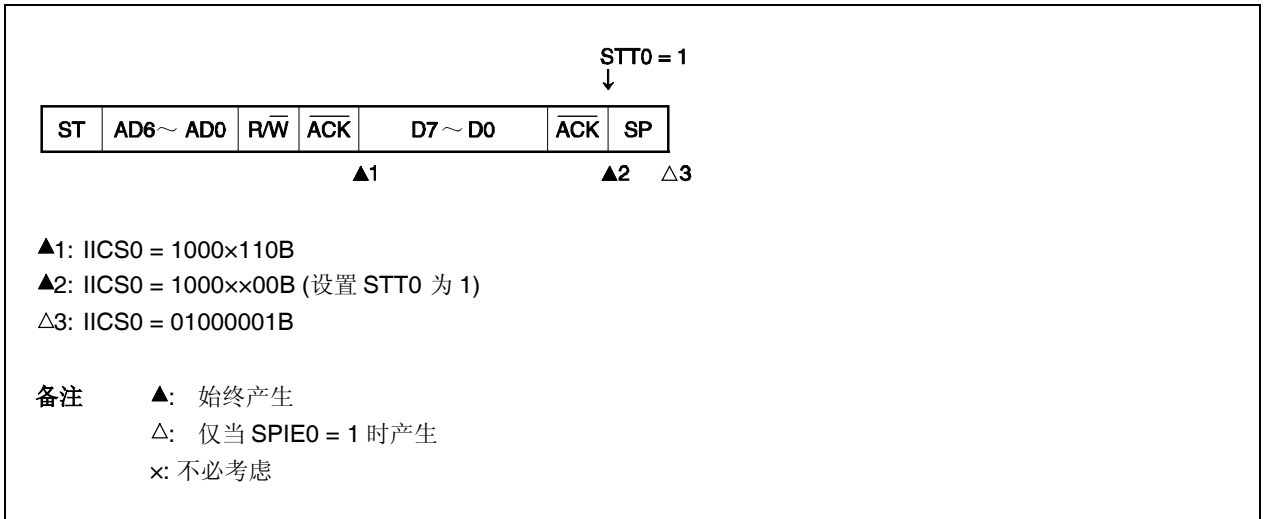 STT0 = 1
↓
ST AD6～ AD0 R/W̅ A̅C̅K̅ D7～ D0 A̅C̅K̅ SP
▲1 ▲2 △3
▲1: IICS0 = 1000×110B
▲2: IICS0 = 1000××00B (设置 STT0 为 1)
△3: IICS0 = 01000001B
备注 ▲: 始终产生
△: 仅当 SPIE0 = 1 时产生
×: 不必考虑